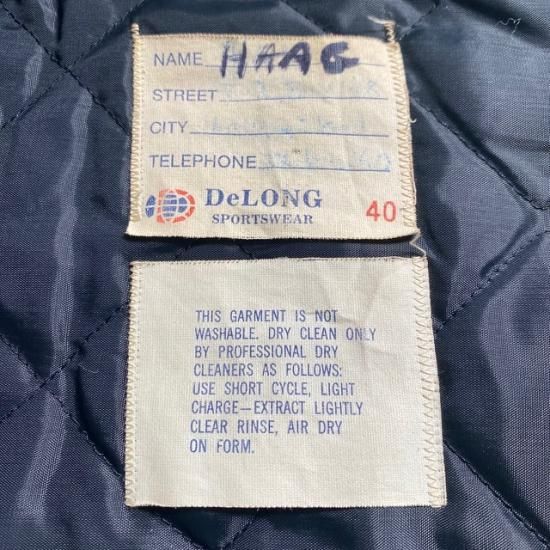 NAME HAAG
STREET
CITY
TELEPHONE
DeLONG
SPORTSWEAR
40
THIS GARMENT IS NOT
WASHABLE. DRY CLEAN ONLY
BY PROFESSIONAL DRY
CLEANERS AS FOLLOWS:
USE SHORT CYCLE, LIGHT
CHARGE—EXTRACT LIGHTLY
CLEAR RINSE, AIR DRY
ON FORM.